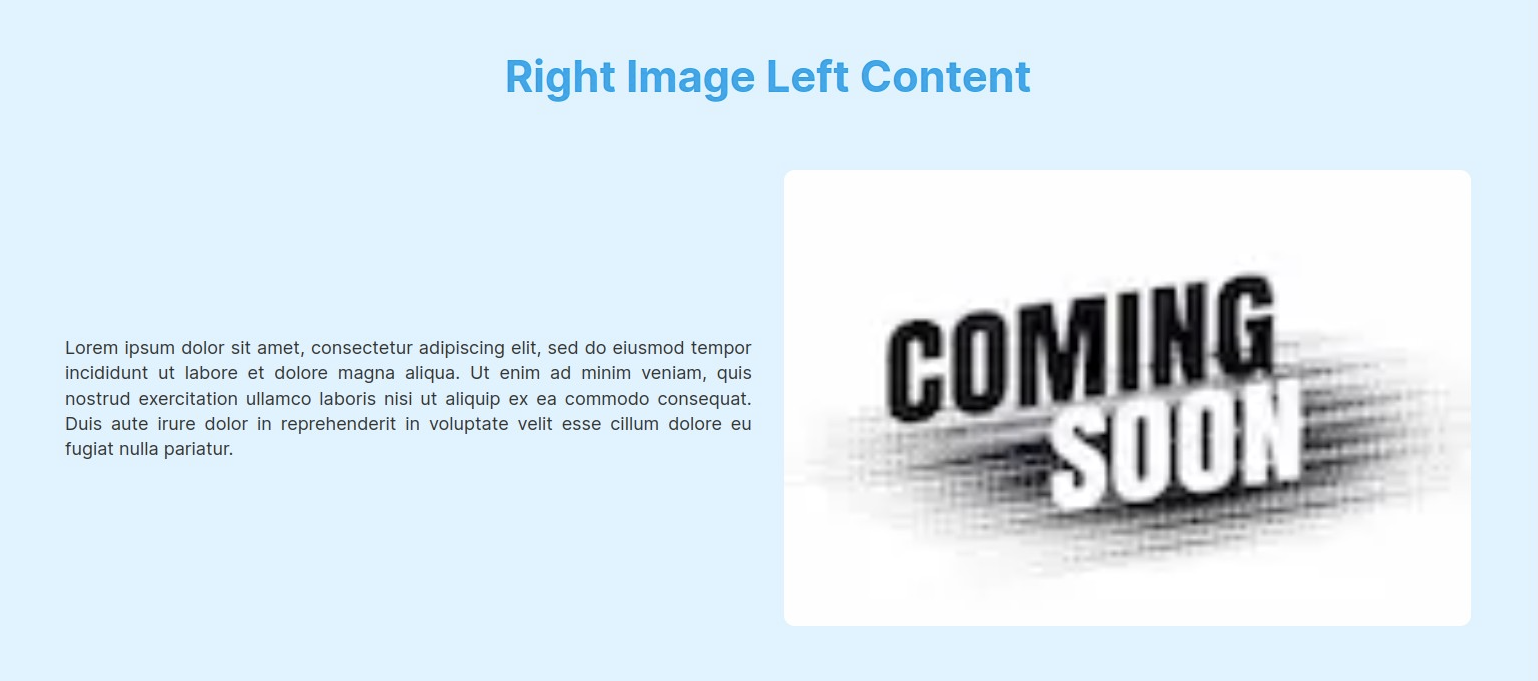 Right Image Left Content
Lorem ipsum dolor sit amet, consectetur adipiscing elit, sed do eiusmod tempor
incididunt ut labore et dolore magna aliqua. Ut enim ad minim veniam, quis
nostrud exercitation ullamco laboris nisi ut aliquip ex ea commodo consequat.
Duis aute irure dolor in reprehenderit in voluptate velit esse cillum dolore eu
fugiat nulla pariatur.
COMING
SOON